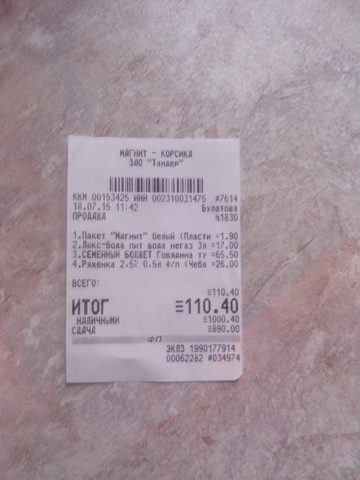 МАГНИТ - КОРСИКА
ЗАО "Тандер"
ККМ 00153425 ИНН 002310031475 #7614
18.07.15 11:42 Булатова
ПРОДАЖА №1830
1.Пакет "Магнит" белый (Пласти =1.90
2.Люкс-Вода пит вода негаз 3л =17.00
3.СЕМЕЙНЫЙ БЮДЖЕТ Говядина ту =65.50
4.Ряженка 2.5% 0.5л ф/п (Чеба =26.00
ВСЕГО:
≡110.40
ИТОГ ≡110.40
НАЛИЧНЫМИ ≡1000.40
СДАЧА ≡890.00
ФП
ЭКЛЗ 1990177914
00062282 #034974